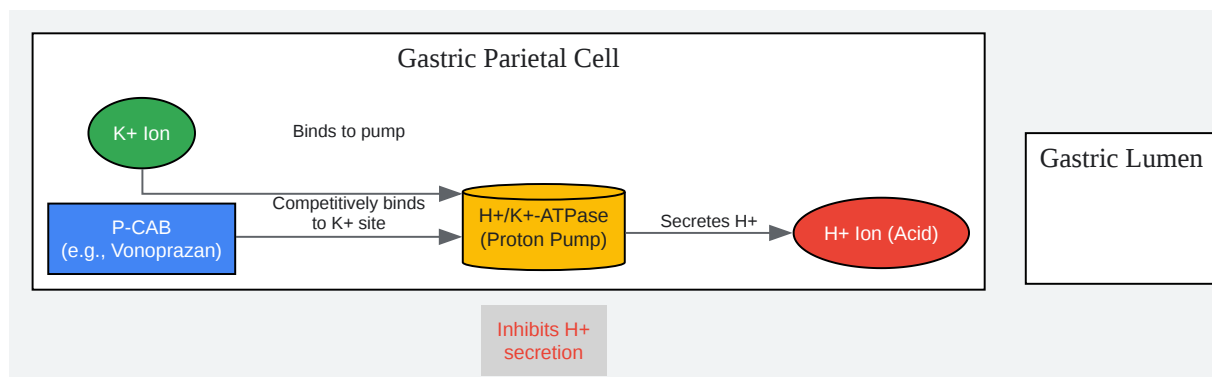 Gastric Parietal Cell
K+ Ion
Binds to pump
Gastric Lumen
Competitively binds
to K+ site
P-CAB
(e.g., Vonoprazan)
H+/K+-ATPase
(Proton Pump)
Secretes H+
H+ Ion (Acid)
Inhibits H+
secretion